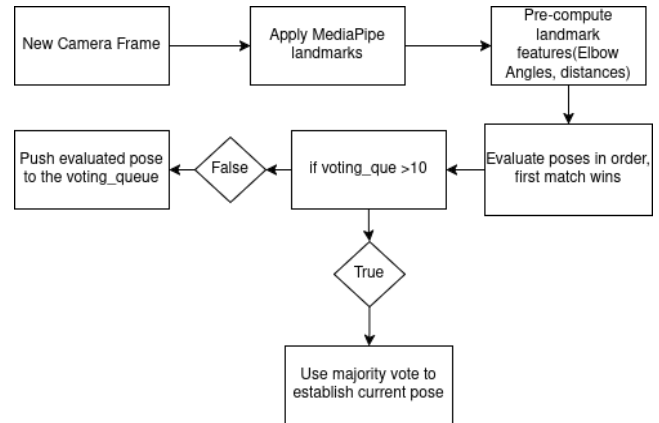 New Camera Frame
Apply MediaPipe
landmarks
Pre-compute
landmark
features(Elbow
Angles, distances)
Push evaluated pose
to the voting_queue
False
if voting_que >10
Evaluate poses in order,
first match wins
True
Use majority vote to
establish current pose